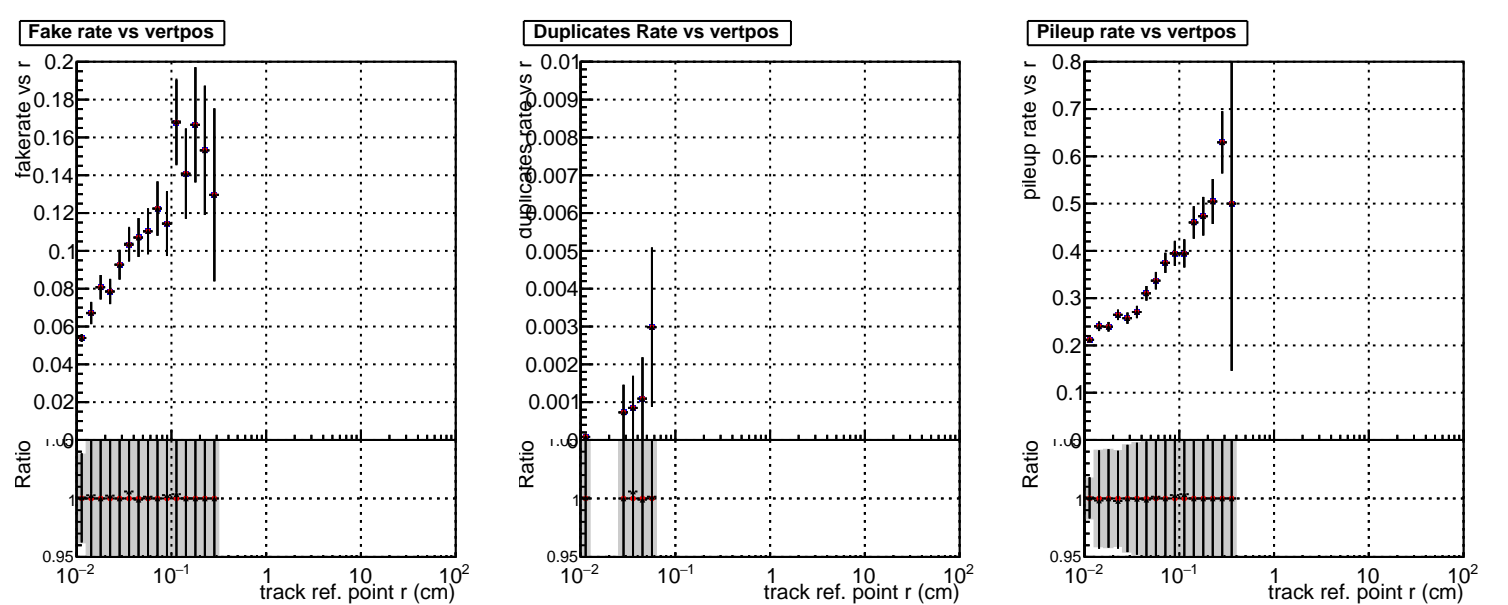 Fake rate vs vertpos
fakerate vs r
0.2
0.18
0.16
0.14
0.12
0.1
0.08
0.06
0.04
0.02
0
Ratio
1
0.95
10⁻² 10⁻¹ 1 10 10²
track ref. point r (cm)
Duplicates Rate vs vertpos
duplicates rate vs r
0.01
0.009
0.008
0.007
0.006
0.005
0.004
0.003
0.002
0.001
0
Ratio
1
0.95
10⁻² 10⁻¹ 1 10 10²
track ref. point r (cm)
Pileup rate vs vertpos
pileup rate vs r
0.8
0.7
0.6
0.5
0.4
0.3
0.2
0.1
0
Ratio
1
0.95
10⁻² 10⁻¹ 1 10 10²
track ref. point r (cm)